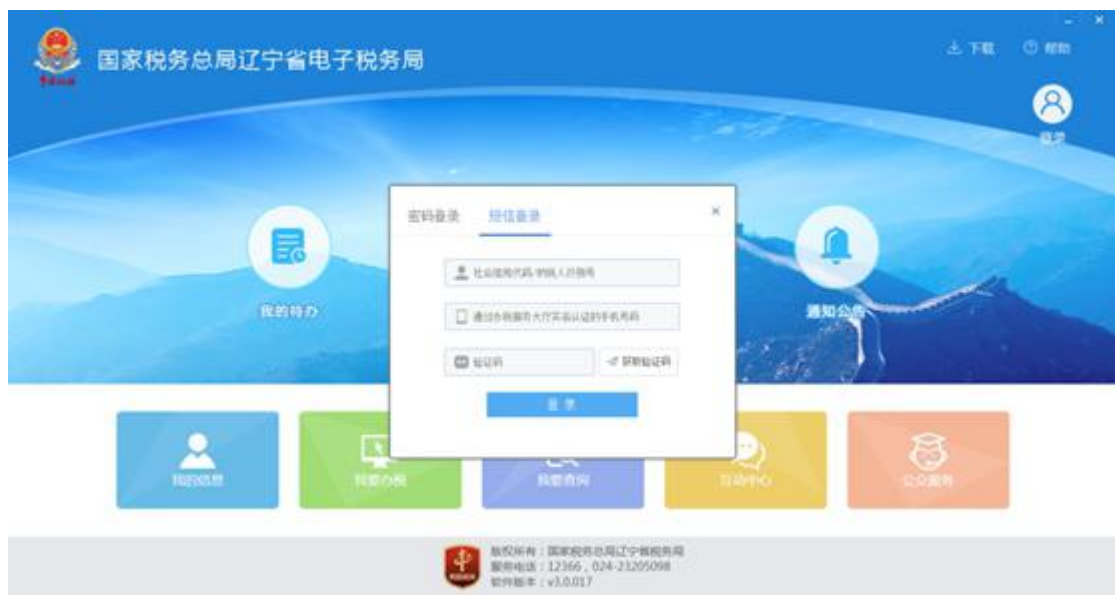 国家税务总局辽宁省电子税务局
下载
帮助
登录
密码登录
短信登录
社会信用代码/纳税人识别号
通过办税服务大厅实名认证的手机号码
验证码
获取验证码
登 录
我的待办
通知公告
我的信息
我要办税
我要查询
互动中心
公众服务
版权所有：国家税务总局辽宁省税务局
服务电话：12366，024-23205098
软件版本：v3.0.017